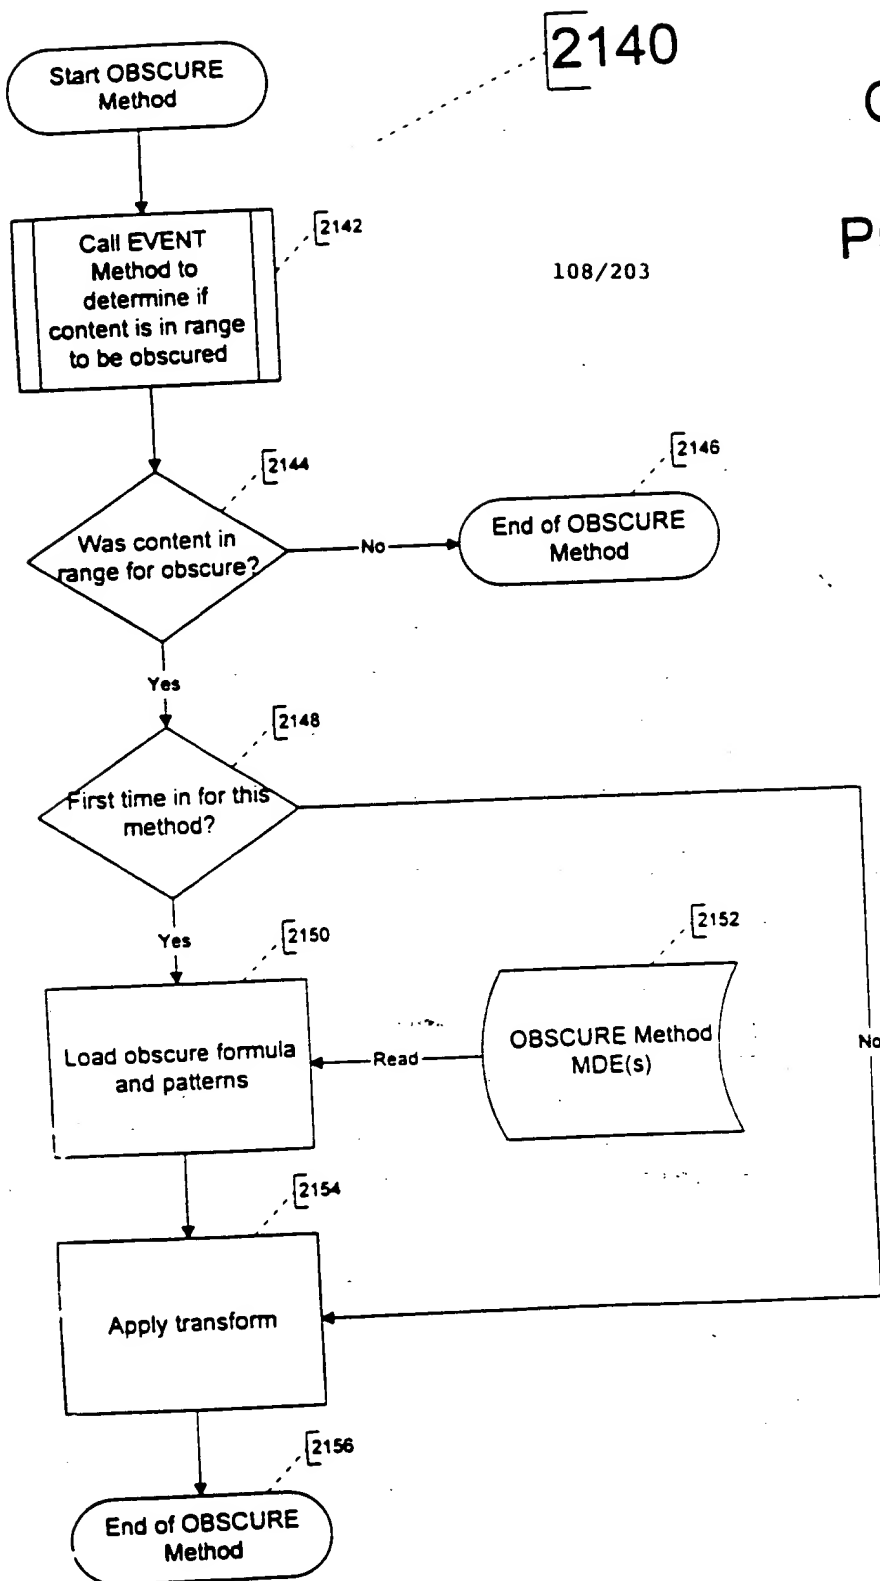 2140
Start OBSCURE
Method
2142
Call EVENT
Method to
determine if
content is in range
to be obscured
108/203
2144
Was content in
range for obscure?
No
2146
End of OBSCURE
Method
Yes
2148
First time in for this
method?
No
Yes
2150
Load obscure formula
and patterns
Read
2152
OBSCURE Method
MDE(s)
2154
Apply transform
2156
End of OBSCURE
Method